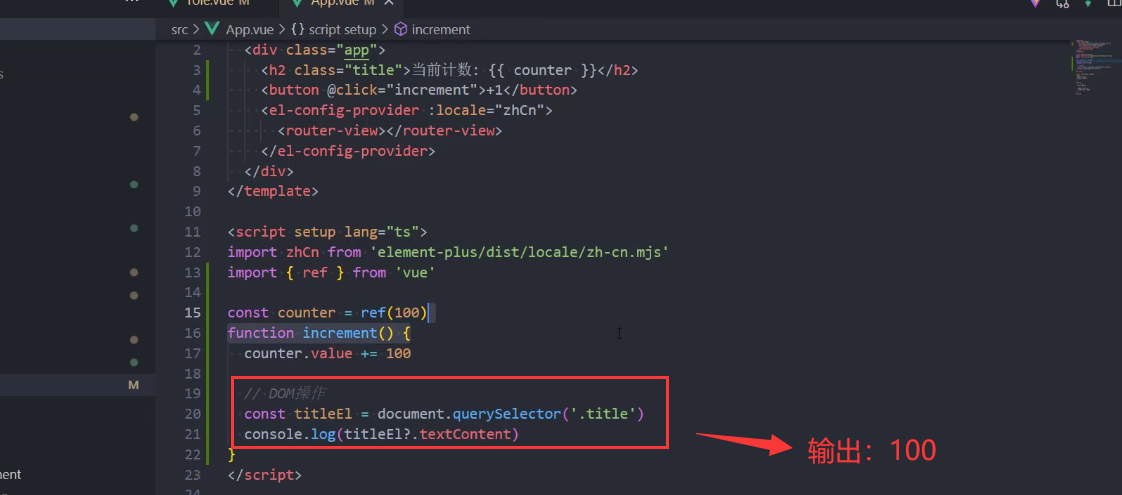 role.vue M App.vue M
src > App.vue > {} script setup > increment
2 <div class="app">
3 <h2 class="title">当前计数: {{ counter }}</h2>
4 <button @click="increment">+1</button>
5 <el-config-provider :locale="zhCn">
6 <router-view></router-view>
7 </el-config-provider>
8 </div>
9 </template>
10
11 <script setup lang="ts">
12 import zhCn from 'element-plus/dist/locale/zh-cn.mjs'
13 import { ref } from 'vue'
14
15 const counter = ref(100)
16 function increment() {
17 counter.value += 100
18
M
19 // DOM操作
20 const titleEl = document.querySelector('.title')
21 console.log(titleEl?.textContent)
输出：100
22 }
23 </script>
24